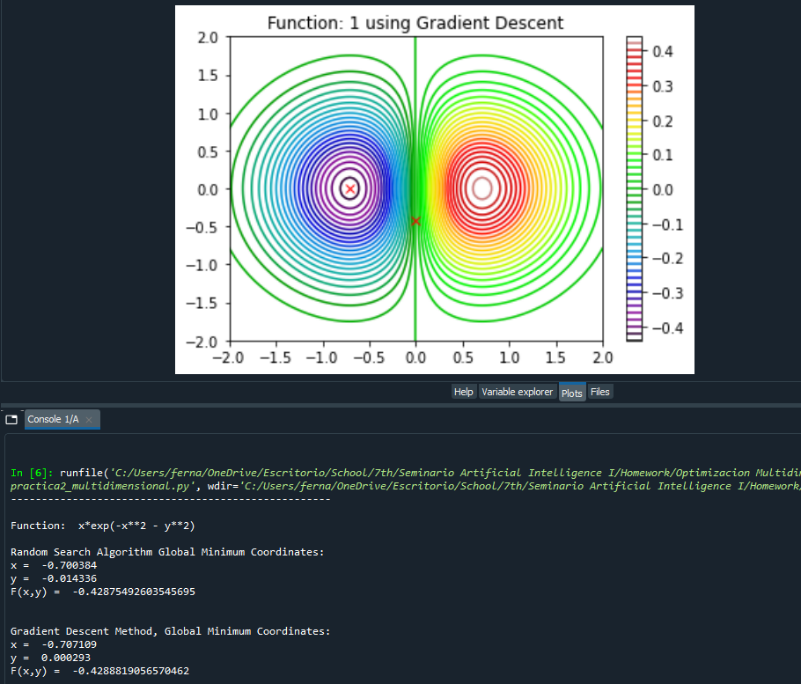 Function: 1 using Gradient Descent
2.0
1.5
1.0
0.5
0.0
−0.5
−1.0
−1.5
−2.0
−2.0 −1.5 −1.0 −0.5 0.0 0.5 1.0 1.5 2.0
0.4
0.3
0.2
0.1
0.0
−0.1
−0.2
−0.3
−0.4
Help Variable explorer Plots Files
Console 1/A
In [6]: runfile('C:/Users/ferna/OneDrive/Escritorio/School/7th/Seminario Artificial Intelligence I/Homework/Optimizacion
practica2_multidimensional.py', wdir='C:/Users/ferna/OneDrive/Escritorio/School/7th/Seminario Artificial Intelligence I/Homework/
----------------------------------------------------
Function:  x*exp(-x**2 - y**2)
Random Search Algorithm Global Minimum Coordinates:
x =  -0.700384
y =  -0.014336
F(x,y) =  -0.42875492603545695
Gradient Descent Method, Global Minimum Coordinates:
x =  -0.707109
y =  0.000293
F(x,y) =  -0.4288819056570462